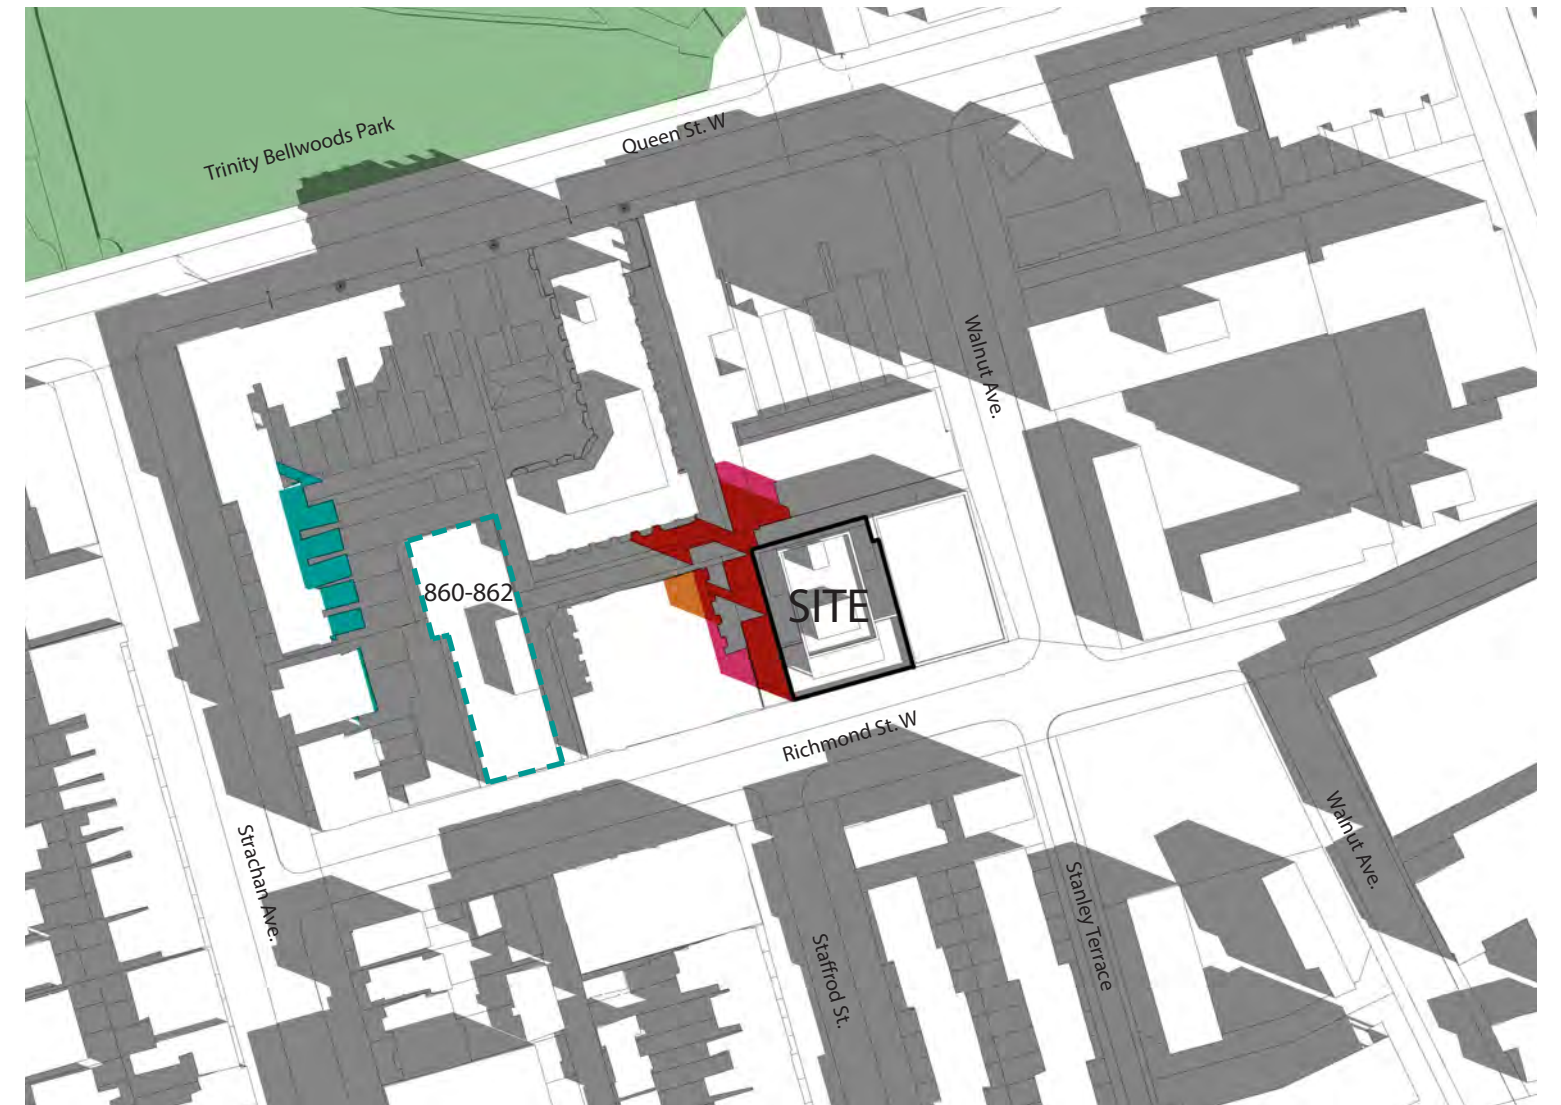 Trinity Bellwoods Park
Queen St. W
Walnut Ave.
860-862
SITE
Richmond St. W
Strachan Ave.
Staffrod St.
Stanley Terrace
Walnut Ave.